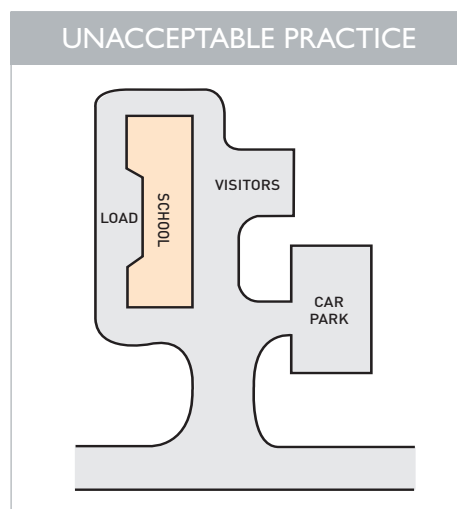 UNACCEPTABLE PRACTICE
VISITORS
LOAD
SCHOOL
CAR
PARK